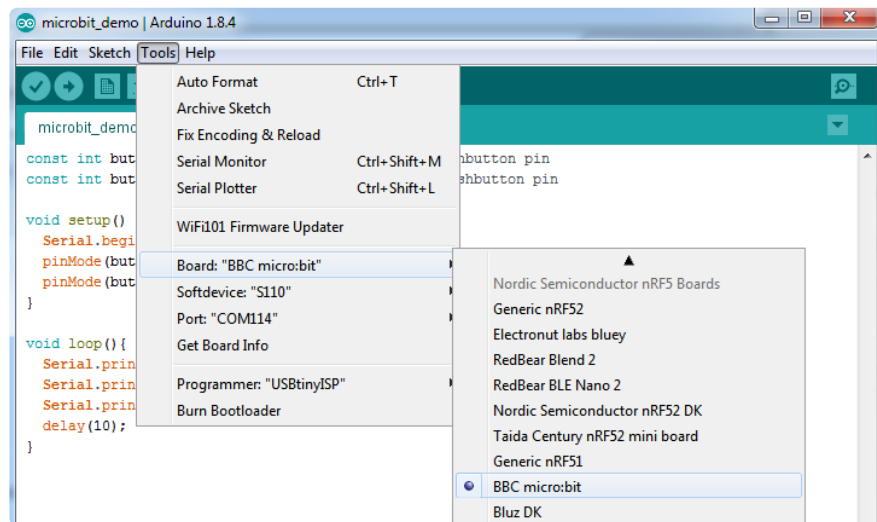 microbit_demo | Arduino 1.8.4
File Edit Sketch Tools Help
microbit_demo
Auto Format Ctrl+T
Archive Sketch
Fix Encoding & Reload
Serial Monitor Ctrl+Shift+M
Serial Plotter Ctrl+Shift+L
WiFi101 Firmware Updater
Board: "BBC micro:bit"
Softdevice: "S110"
Port: "COM114"
Get Board Info
Programmer: "USBtinyISP"
Burn Bootloader
Nordic Semiconductor nRF5 Boards
Generic nRF52
Electronut labs bluey
RedBear Blend 2
RedBear BLE Nano 2
Nordic Semiconductor nRF52 DK
Taida Century nRF52 mini board
Generic nRF51
BBC micro:bit
Bluz DK
const int but
const int but
button pin
shbutton pin
void setup()
Serial.begi
pinMode(but
pinMode(but
}
void loop(){
Serial.prin
Serial.prin
Serial.prin
delay(10);
}